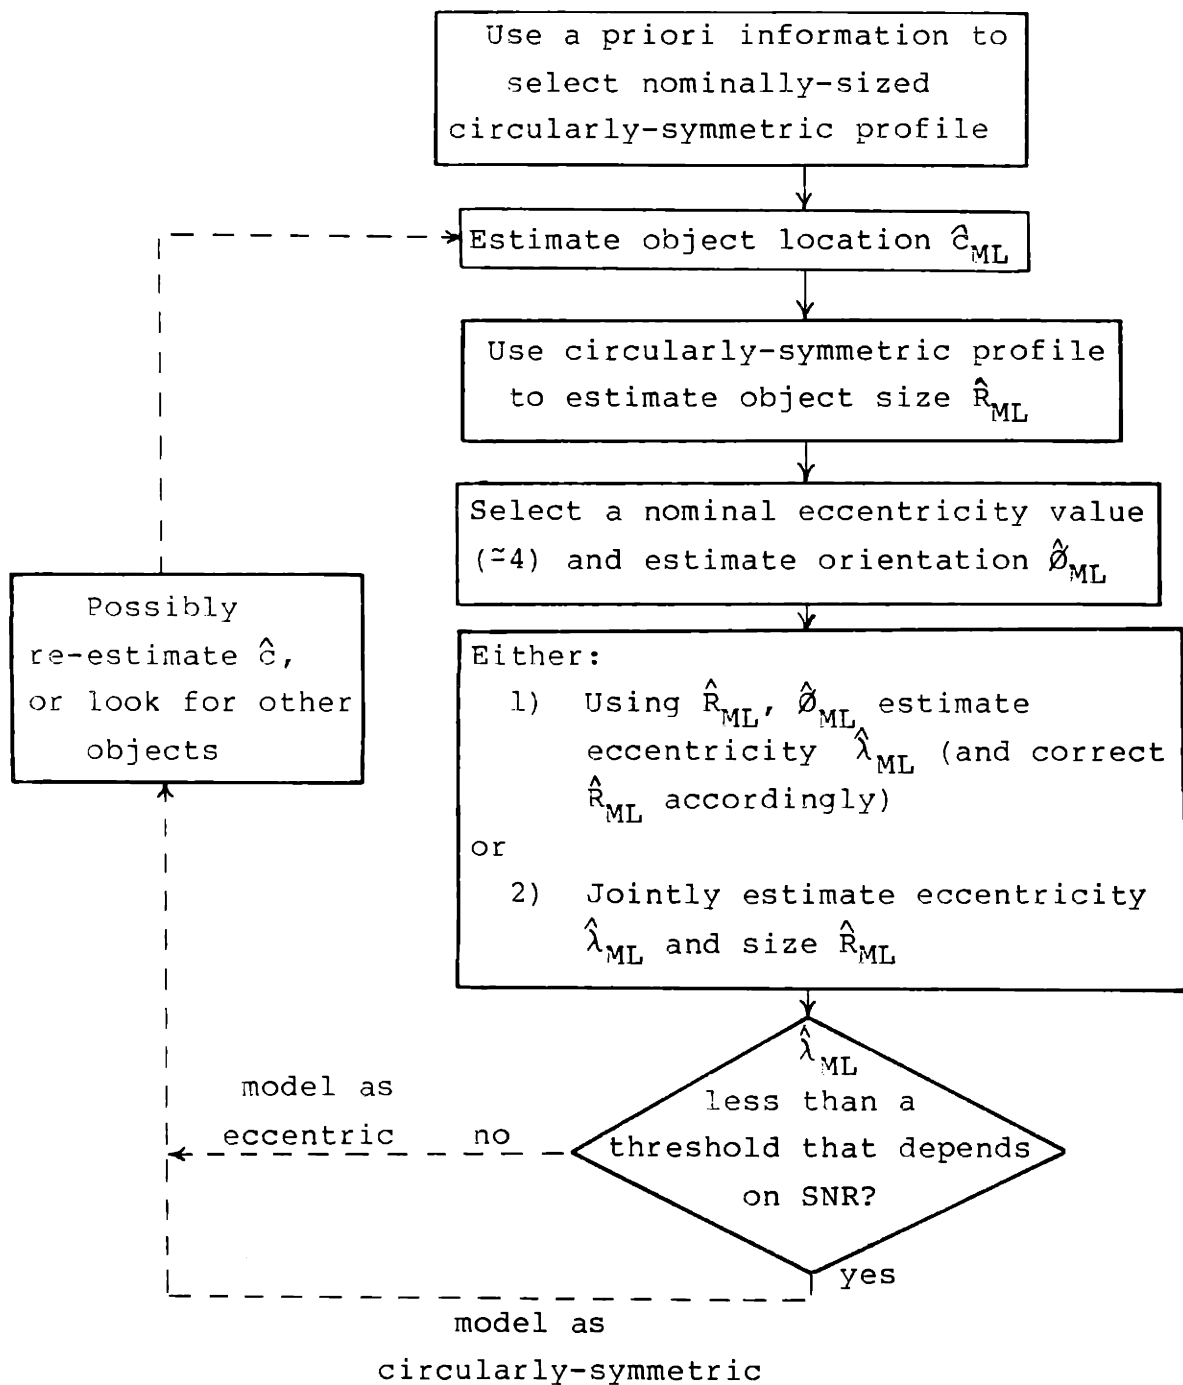 Use a priori information to
select nominally-sized
circularly-symmetric profile
Estimate object location ĉ_ML
Use circularly-symmetric profile
to estimate object size R̂_ML
Select a nominal eccentricity value
(≃4) and estimate orientation ∅̂_ML
Possibly
re-estimate ĉ,
or look for other
objects
Either:
1) Using R̂_ML, ∅̂_ML estimate
eccentricity λ̂_ML (and correct
R̂_ML accordingly)
or
2) Jointly estimate eccentricity
λ̂_ML and size R̂_ML
λ̂_ML
less than a
threshold that depends
on SNR?
model as
eccentric no
yes
model as
circularly-symmetric